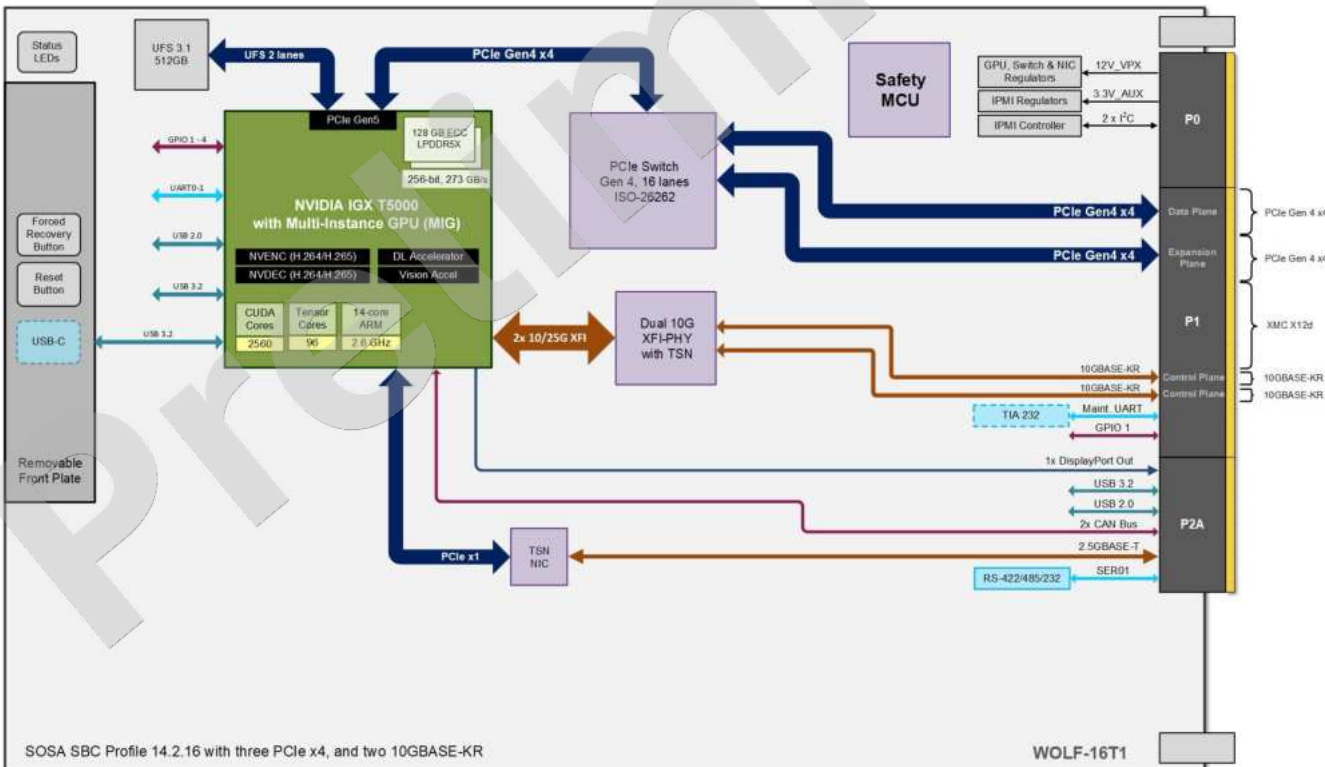 Status
LEDs
UFS 3.1
512GB
UFS 2 lanes
PCIe Gen4 x4
Safety
MCU
GPU, Switch & NIC
Regulators
12V_VPX
IPMI Regulators
3.3V_AUX
IPMI Controller
2 x I²C
P0
PCIe Gen5
128 GB ECC
LPDDR5X
256-bit, 273 GB/s
GPIO 1 - 4
UART0-1
USB 2.0
USB 3.2
USB 3.2
NVIDIA IGX T5000
with Multi-Instance GPU (MIG)
NVENC (H.264/H.265)
DL Accelerator
NVDEC (H.264/H.265)
Vision Accel
CUDA
Cores
2560
Tensor
Cores
96
14-core
ARM
2.6 GHz
PCIe Switch
Gen 4, 16 lanes
ISO-26262
PCIe Gen4 x4
Data Plane
PCIe Gen 4 x4
PCIe Gen4 x4
Expansion
Plane
PCIe Gen 4 x4
Forced
Recovery
Button
Reset
Button
USB-C
Removable
Front Plate
2x 10/25G XFI
Dual 10G
XFI-PHY
with TSN
P1
XMC X12d
10GBASE-KR
Control Plane
10GBASE-KR
10GBASE-KR
Control Plane
10GBASE-KR
TIA 232
Maint. UART
GPIO 1
1x DisplayPort Out
USB 3.2
USB 2.0
2x CAN Bus
P2A
PCIe x1
TSN
NIC
2.5GBASE-T
RS-422/485/232
SER01
SOSA SBC Profile 14.2.16 with three PCIe x4, and two 10GBASE-KR
WOLF-16T1